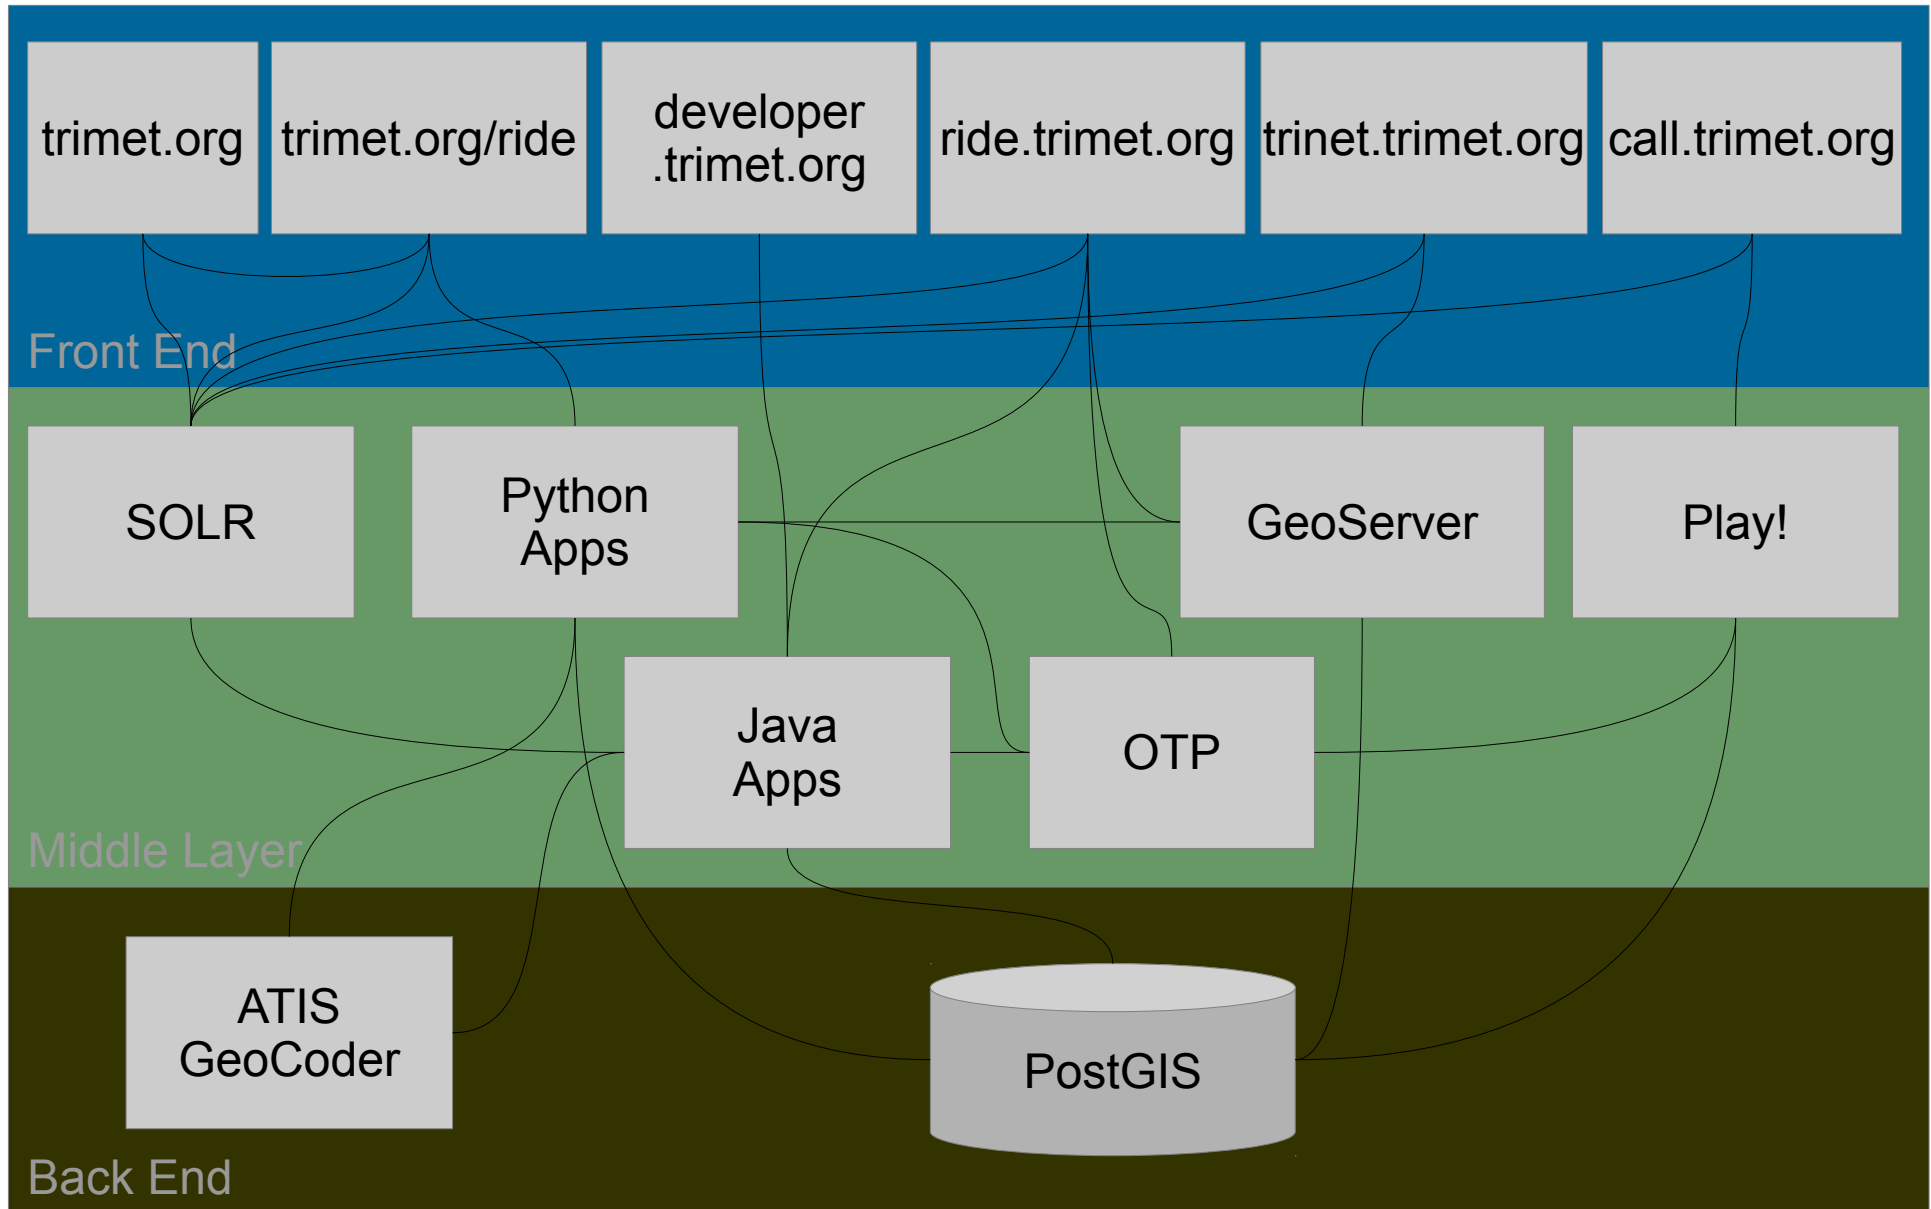 trimet.org
trimet.org/ride
developer
.trimet.org
ride.trimet.org
trinet.trimet.org
call.trimet.org
Front End
SOLR
Python
Apps
GeoServer
Play!
Java
Apps
OTP
Middle Layer
ATIS
GeoCoder
PostGIS
Back End